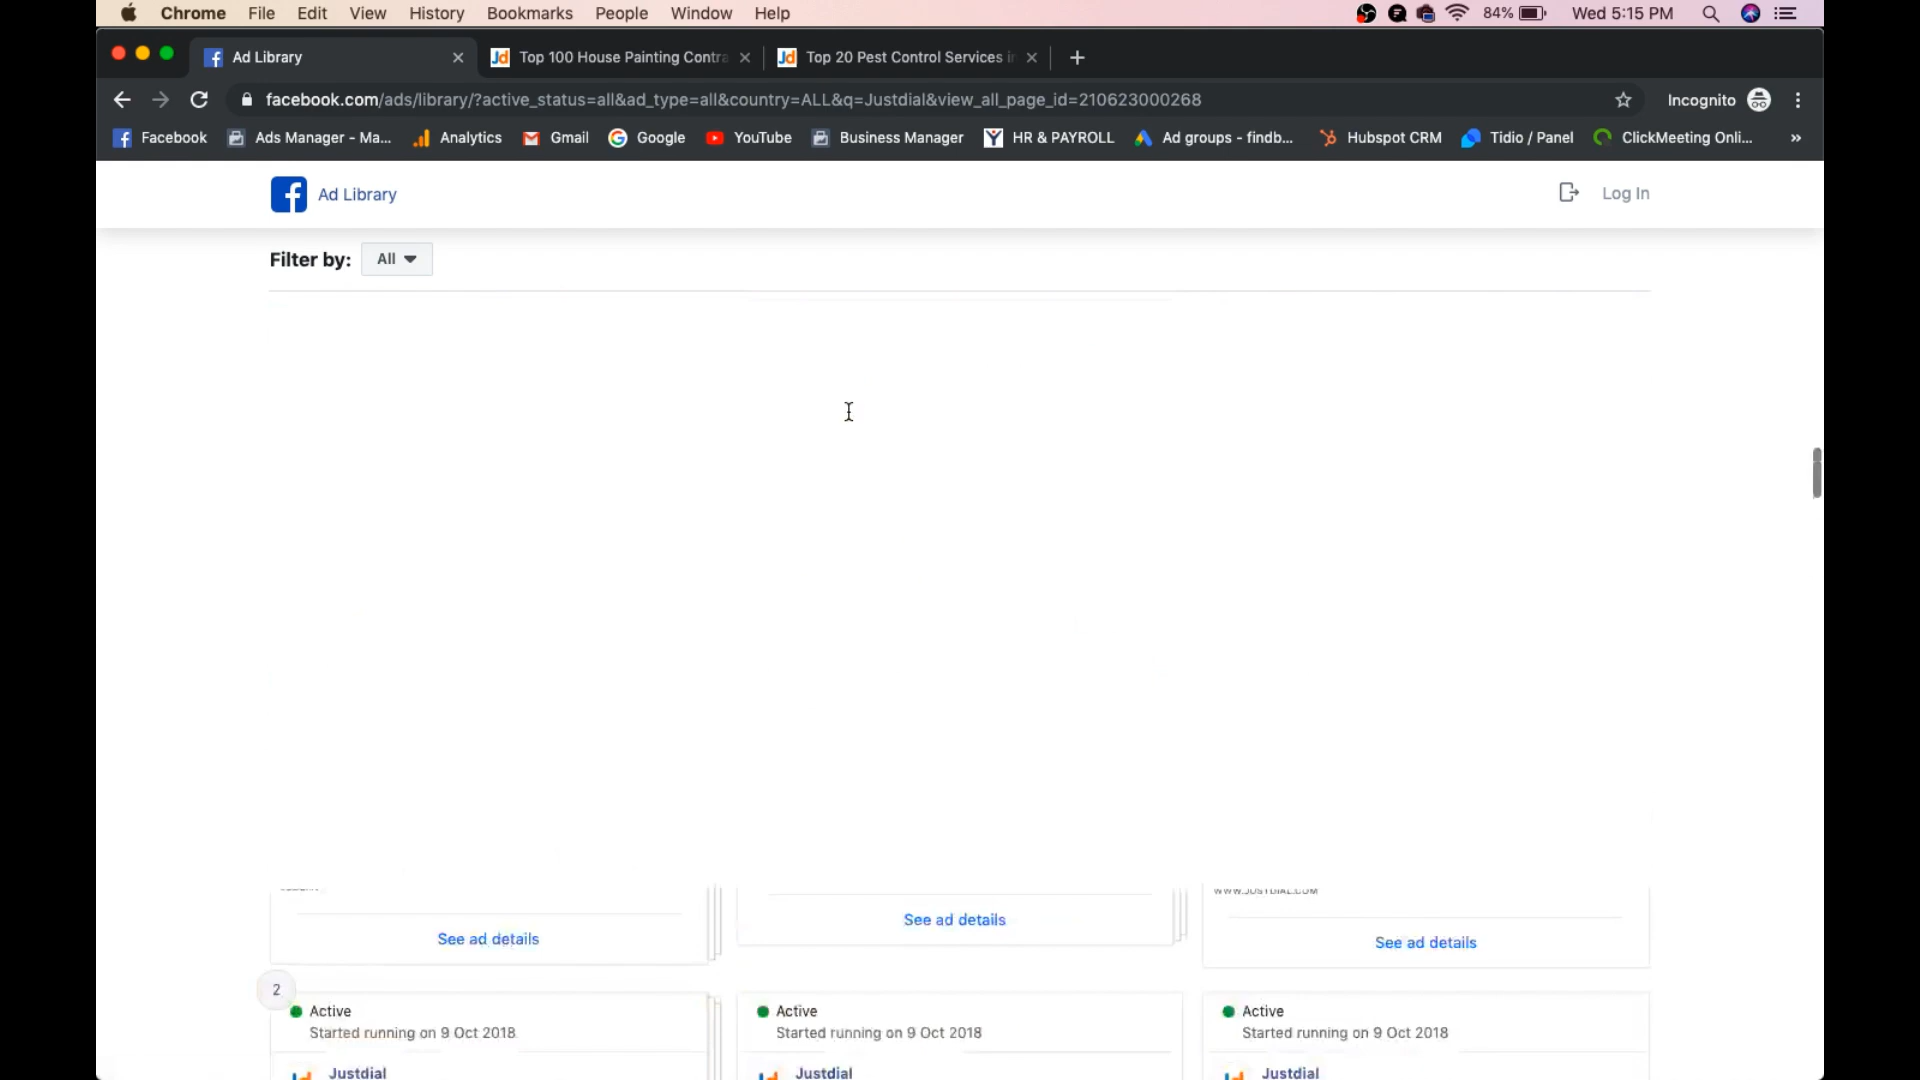 Chrome File Edit View History Bookmarks People Window Help 84% Wed 5:15 PM
Ad Library Top 100 House Painting Contra Top 20 Pest Control Services in
facebook.com/ads/library/?active_status=all&ad_type=all&country=ALL&q=Justdial&view_all_page_id=210623000268 Incognito
Facebook Ads Manager - Ma... Analytics Gmail Google YouTube Business Manager HR & PAYROLL Ad groups - findb... Hubspot CRM Tidio / Panel ClickMeeting Onli... »
Ad Library Log In
Filter by: All
WWW.JUSTDIAL.COM
See ad details See ad details See ad details
2
Active Active Active
Started running on 9 Oct 2018 Started running on 9 Oct 2018 Started running on 9 Oct 2018
Justdial Justdial Justdial